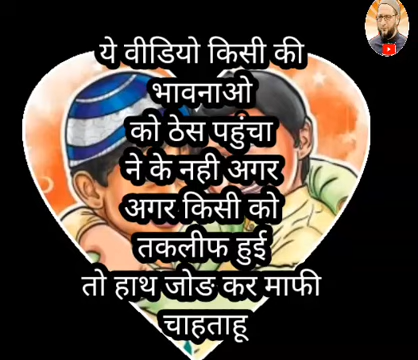 ये वीडियो किसी की
भावनाओ
को ठेस पहुंचा
ने के नही अगर
अगर किसी को
तकलीफ हुई
तो हाथ जोड कर माफी
चाहताहू